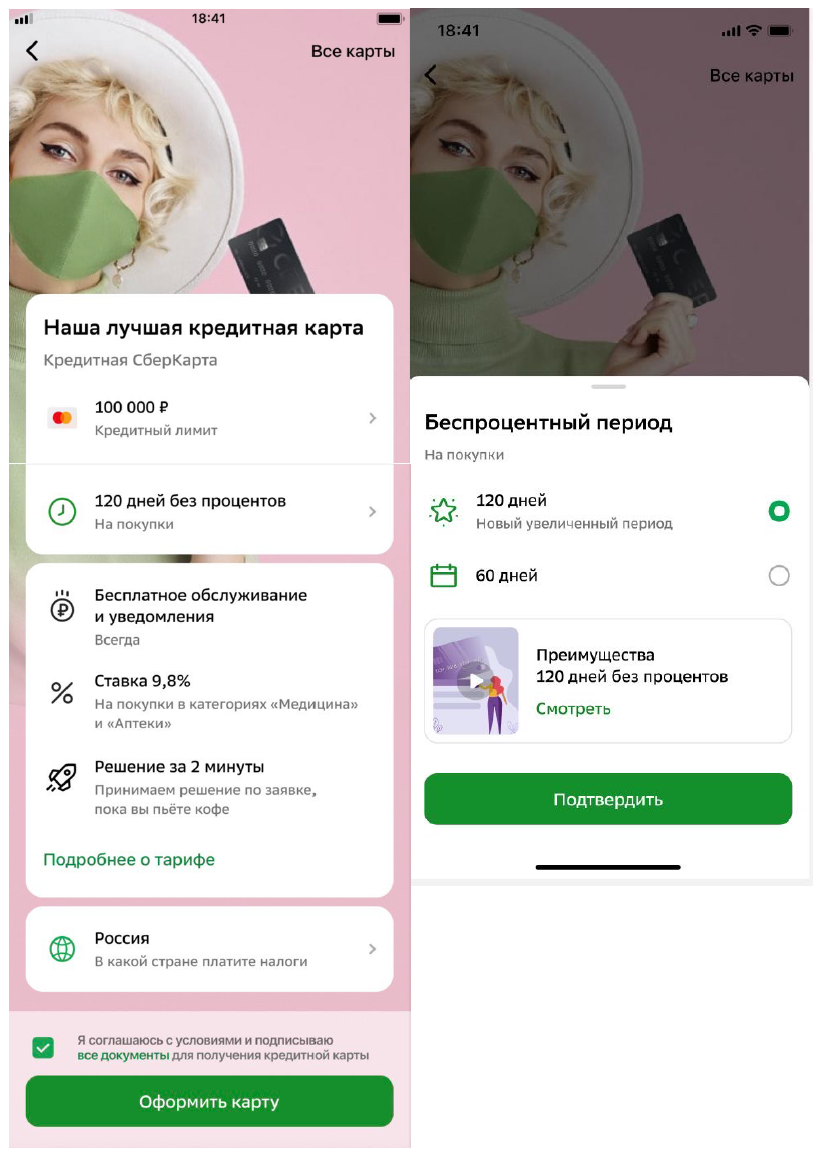 18:41
Все карты
Наша лучшая кредитная карта
Кредитная СберКарта
100 000 ₽
Кредитный лимит
120 дней без процентов
На покупки
Бесплатное обслуживание
и уведомления
Всегда
Ставка 9,8%
На покупки в категориях «Медицина»
и «Аптеки»
Решение за 2 минуты
Принимаем решение по заявке,
пока вы пьёте кофе
Подробнее о тарифе
Россия
В какой стране платите налоги
Я соглашаюсь с условиями и подписываю
все документы для получения кредитной карты
Оформить карту
18:41
Все карты
Беспроцентный период
На покупки
120 дней
Новый увеличенный период
60 дней
Преимущества
120 дней без процентов
Смотреть
Подтвердить